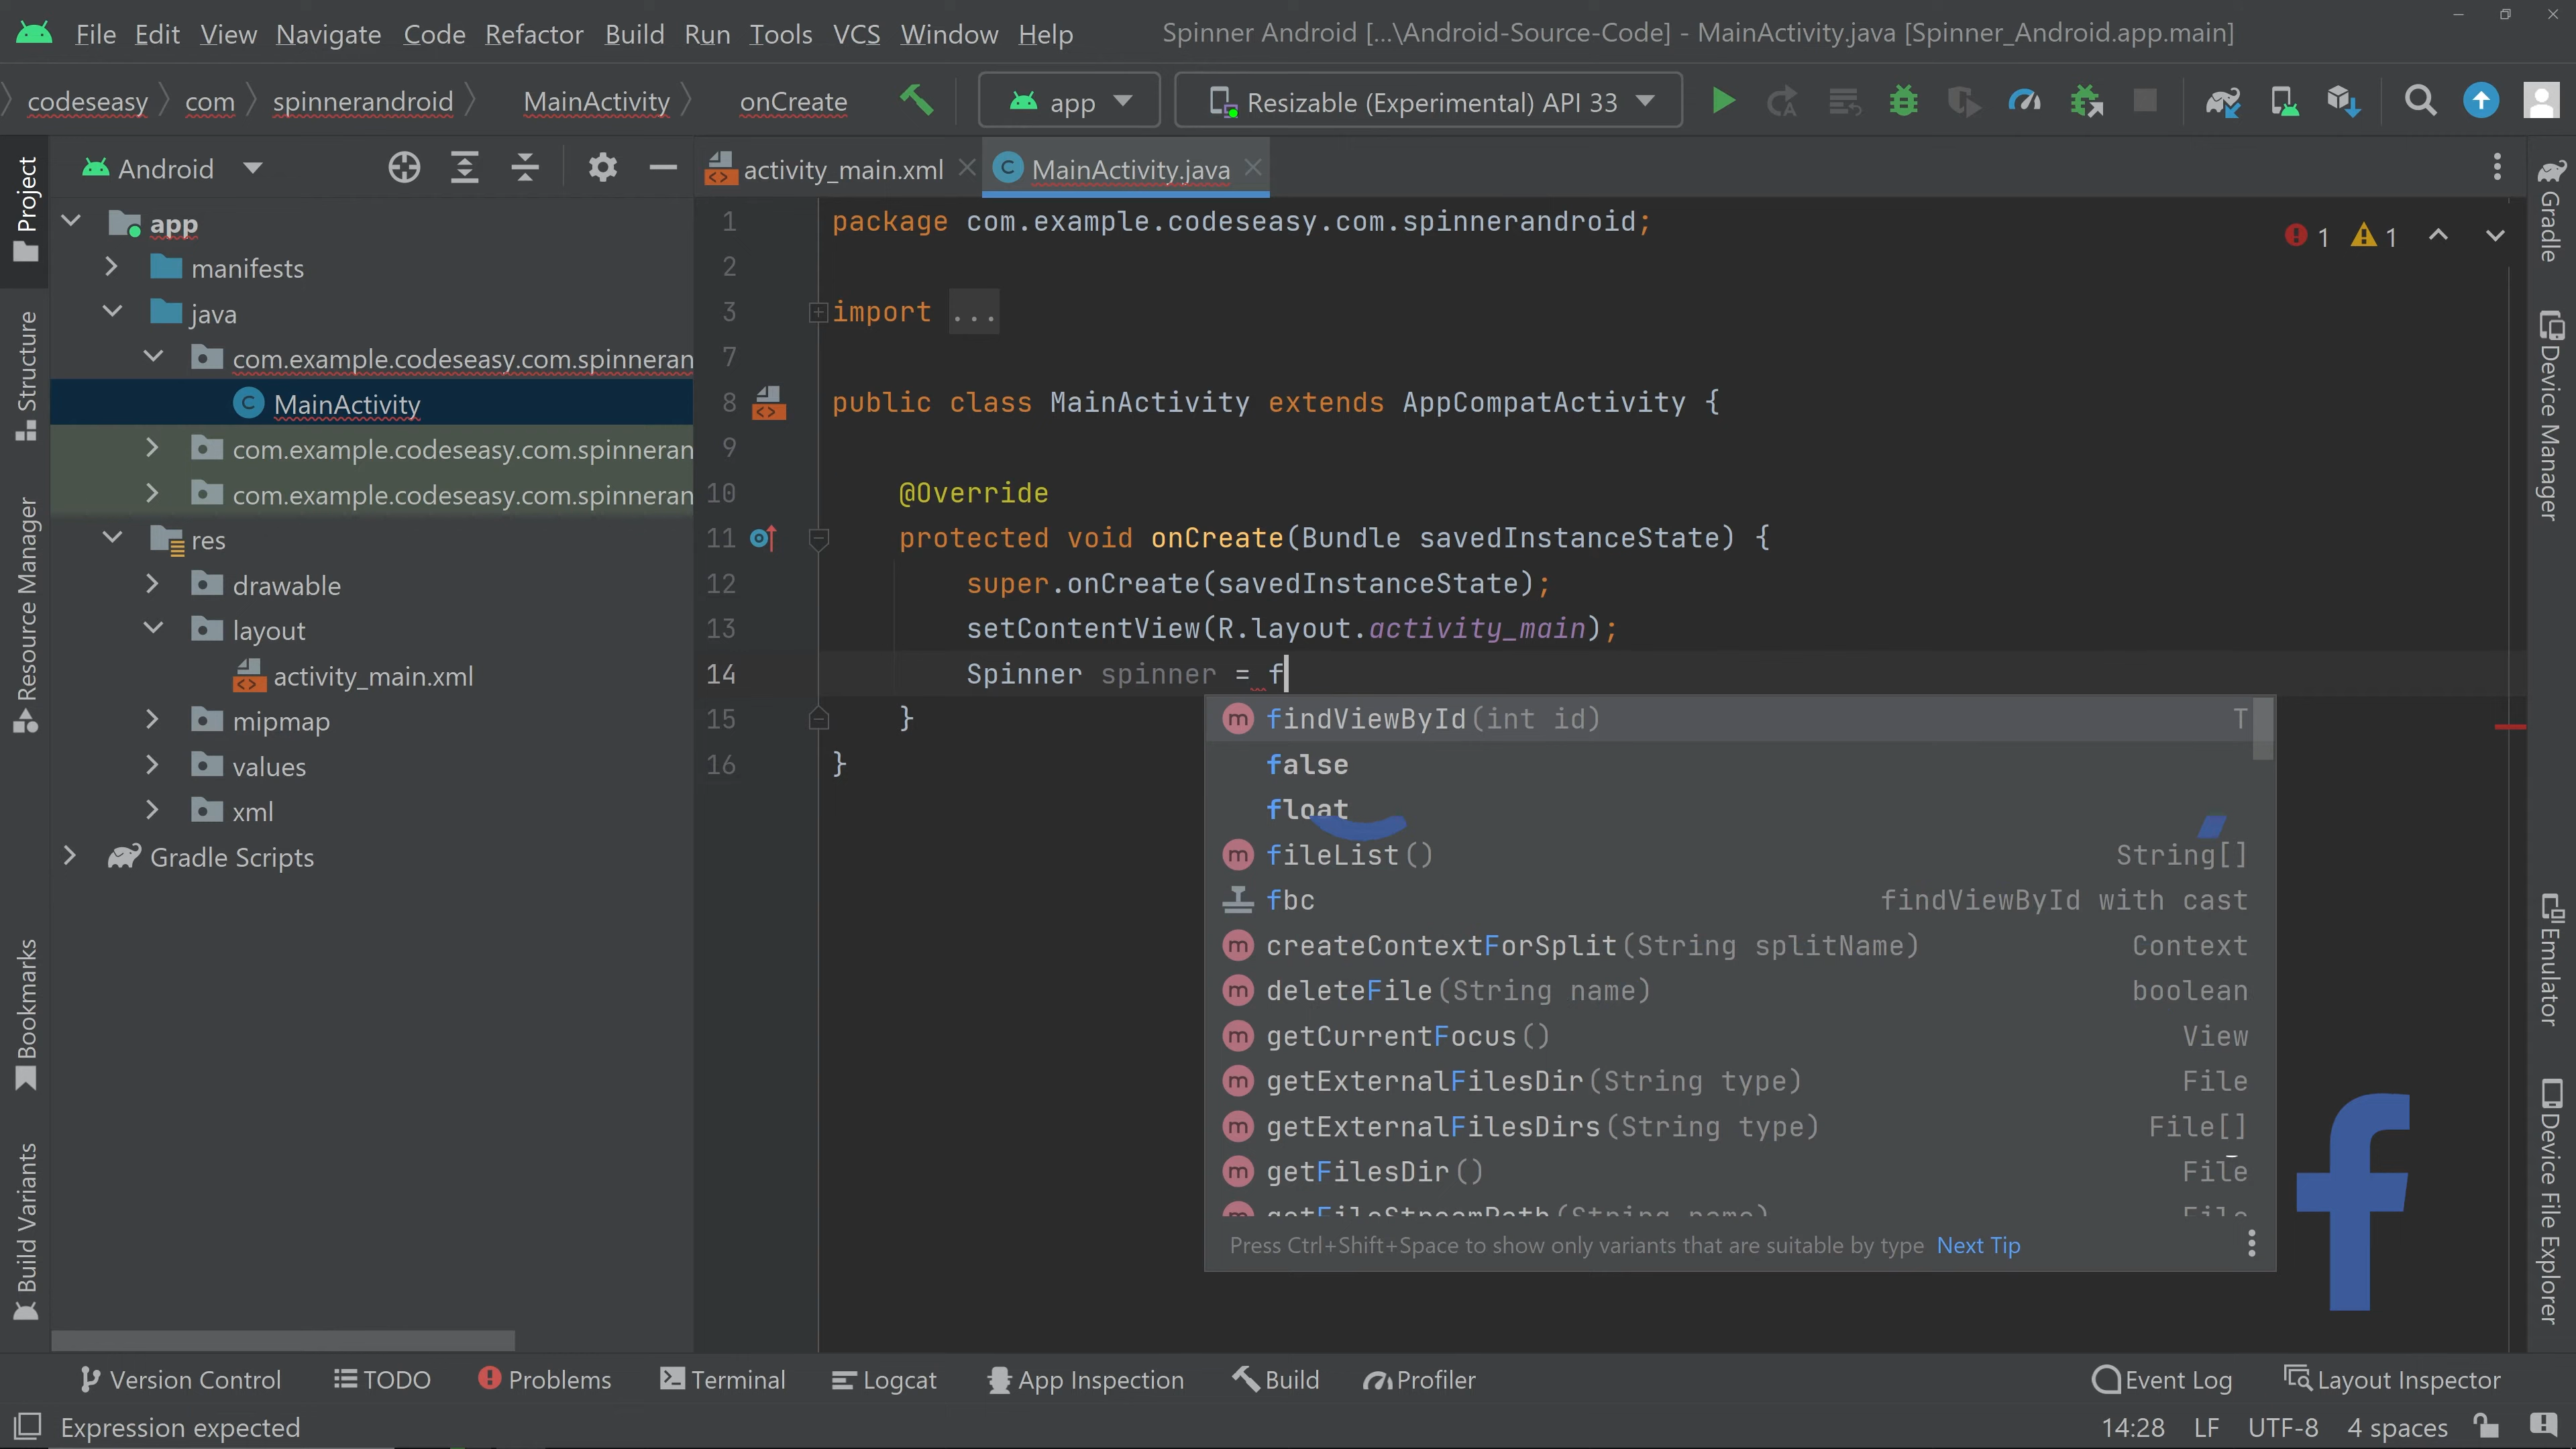 File Edit View Navigate Code Refactor Build Run Tools VCS Window Help Spinner Android [...\Android-Source-Code] - MainActivity.java [Spinner_Android.app.main]
codeseasy com spinnerandroid MainActivity onCreate app Resizable (Experimental) API 33
Android activity_main.xml MainActivity.java
Project
Structure
Resource Manager
Bookmarks
Build Variants
app
manifests
java
com.example.codeseasy.com.spinneran
MainActivity
com.example.codeseasy.com.spinneran
com.example.codeseasy.com.spinneran
res
drawable
layout
activity_main.xml
mipmap
values
xml
Gradle Scripts
1 package com.example.codeseasy.com.spinnerandroid;
2
3 import ...
7
8 public class MainActivity extends AppCompatActivity {
9
10 @Override
11 protected void onCreate(Bundle savedInstanceState) {
12 super.onCreate(savedInstanceState);
13 setContentView(R.layout.activity_main);
14 Spinner spinner = f
15 }
16 }
1 1
findViewById(int id) T
false
float
fileList() String[]
fbc findViewById with cast
createContextForSplit(String splitName) Context
deleteFile(String name) boolean
getCurrentFocus() View
getExternalFilesDir(String type) File
getExternalFilesDirs(String type) File[]
getFilesDir() File
getFileStreamPath(String name) File
Press Ctrl+Shift+Space to show only variants that are suitable by type Next Tip
f
Gradle
Device Manager
Emulator
Device File Explorer
Version Control TODO Problems Terminal Logcat App Inspection Build Profiler Event Log Layout Inspector
Expression expected 14:28 LF UTF-8 4 spaces